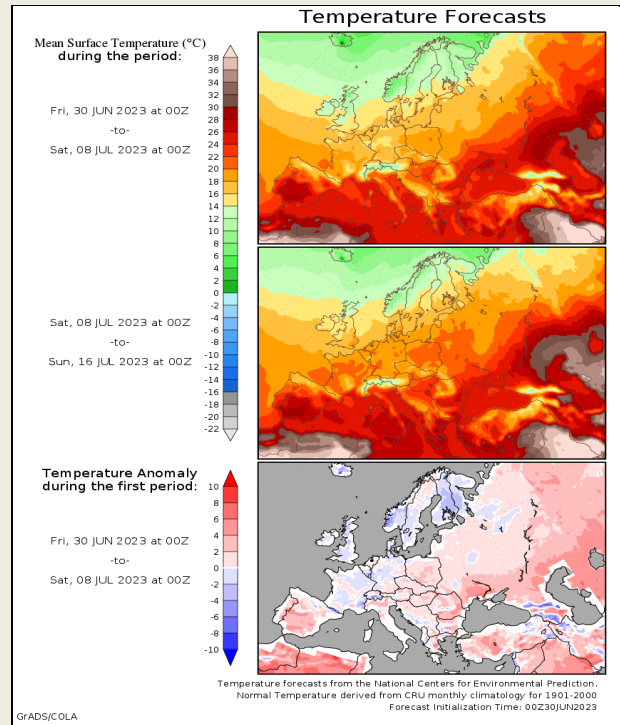 Temperature Forecasts
Mean Surface Temperature (°C)
during the period:
38
36
34
32
30
28
26
24
22
20
18
16
14
12
10
8
6
4
2
0
-2
-4
-6
-8
-10
-12
-14
-16
-18
-20
-22
Fri, 30 JUN 2023 at 00Z
-to-
Sat, 08 JUL 2023 at 00Z
Sat, 08 JUL 2023 at 00Z
-to-
Sun, 16 JUL 2023 at 00Z
Temperature Anomaly
during the first period:
10
8
6
4
2
0
-2
-4
-6
-8
-10
Fri, 30 JUN 2023 at 00Z
-to-
Sat, 08 JUL 2023 at 00Z
Temperature forecasts from the National Centers for Environmental Prediction.
Normal Temperature derived from CRU monthly climatology for 1901-2000
Forecast Initialization Time: 00Z30JUN2023
GrADS/COLA